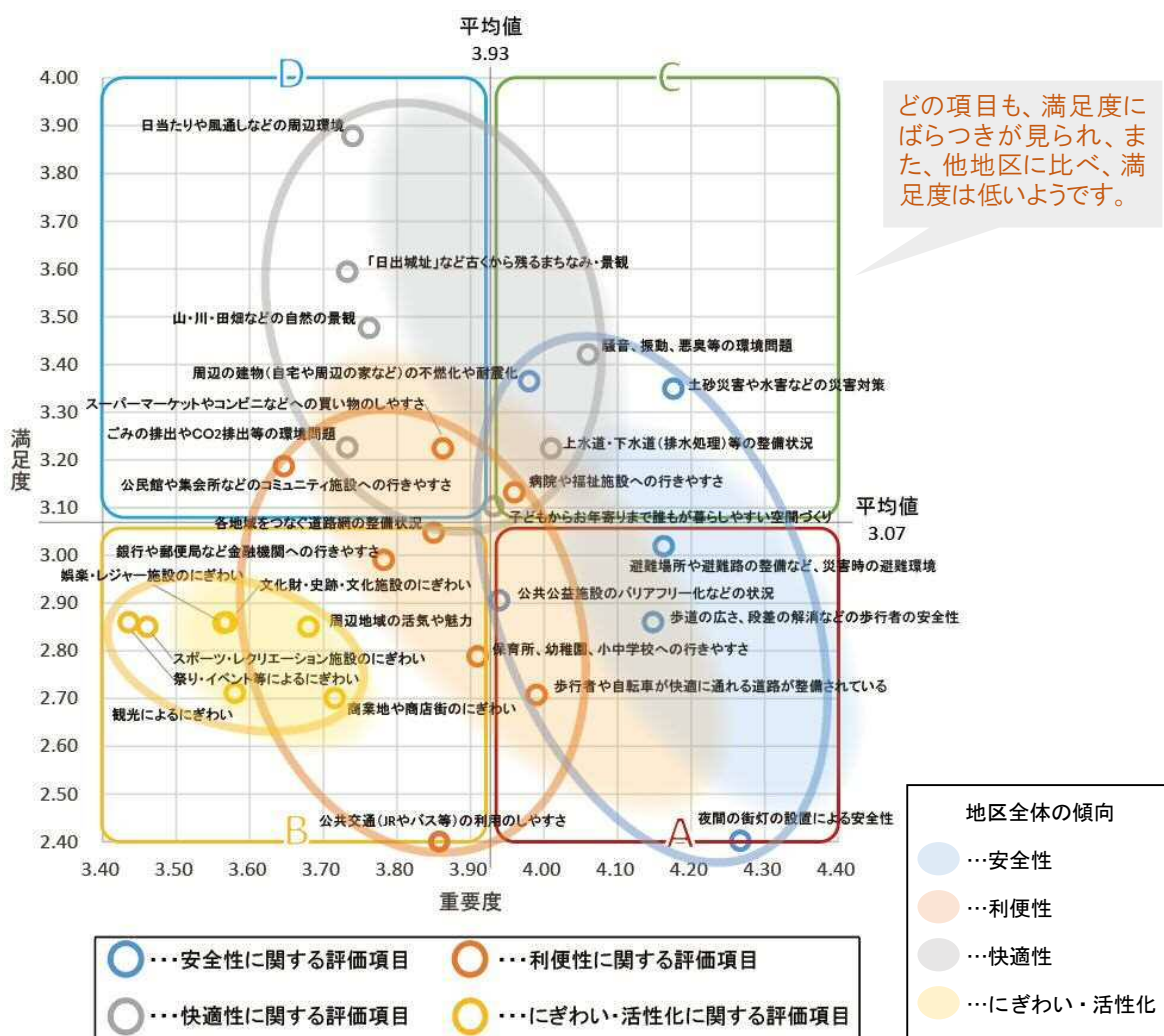 平均値
3.93
D
C
4.00
3.90
3.80
3.70
3.60
3.50
3.40
3.30
3.20
3.10
3.00
2.90
2.80
2.70
2.60
2.50
2.40
満足度
日当たりや風通しなどの周辺環境
「日出城址」など古くから残るまちなみ・景観
山・川・田畑などの自然の景観
騒音、振動、悪臭等の環境問題
周辺の建物(自宅や周辺の家など)の不燃化や耐震化
土砂災害や水害などの災害対策
スーパーマーケットやコンビニなどへの買い物のしやすさ
ごみの排出やCO2排出等の環境問題
上水道・下水道(排水処理)等の整備状況
公民館や集会所などのコミュニティ施設への行きやすさ
病院や福祉施設への行きやすさ
子どもからお年寄りまで誰もが暮らしやすい空間づくり
平均値
3.07
各地域をつなぐ道路網の整備状況
銀行や郵便局など金融機関への行きやすさ
避難場所や避難路の整備など、災害時の避難環境
娯楽・レジャー施設のにぎわい
文化財・史跡・文化施設のにぎわい
公共公益施設のバリアフリー化などの状況
周辺地域の活気や魅力
歩道の広さ、段差の解消などの歩行者の安全性
スポーツ・レクリエーション施設のにぎわい
保育所、幼稚園、小中学校への行きやすさ
祭り・イベント等によるにぎわい
歩行者や自転車が快適に通れる道路が整備されている
観光によるにぎわい
商業地や商店街のにぎわい
公共交通(JRやバス等)の利用のしやすさ
夜間の街灯の設置による安全性
B
A
3.40 3.50 3.60 3.70 3.80 3.90 4.00 4.10 4.20 4.30 4.40
重要度
どの項目も、満足度に
ばらつきが見られ、ま
た、他地区に比べ、満
足度は低いようです。
地区全体の傾向
…安全性
…利便性
…快適性
…にぎわい・活性化
・・・安全性に関する評価項目
・・・利便性に関する評価項目
・・・快適性に関する評価項目
・・・にぎわい・活性化に関する評価項目